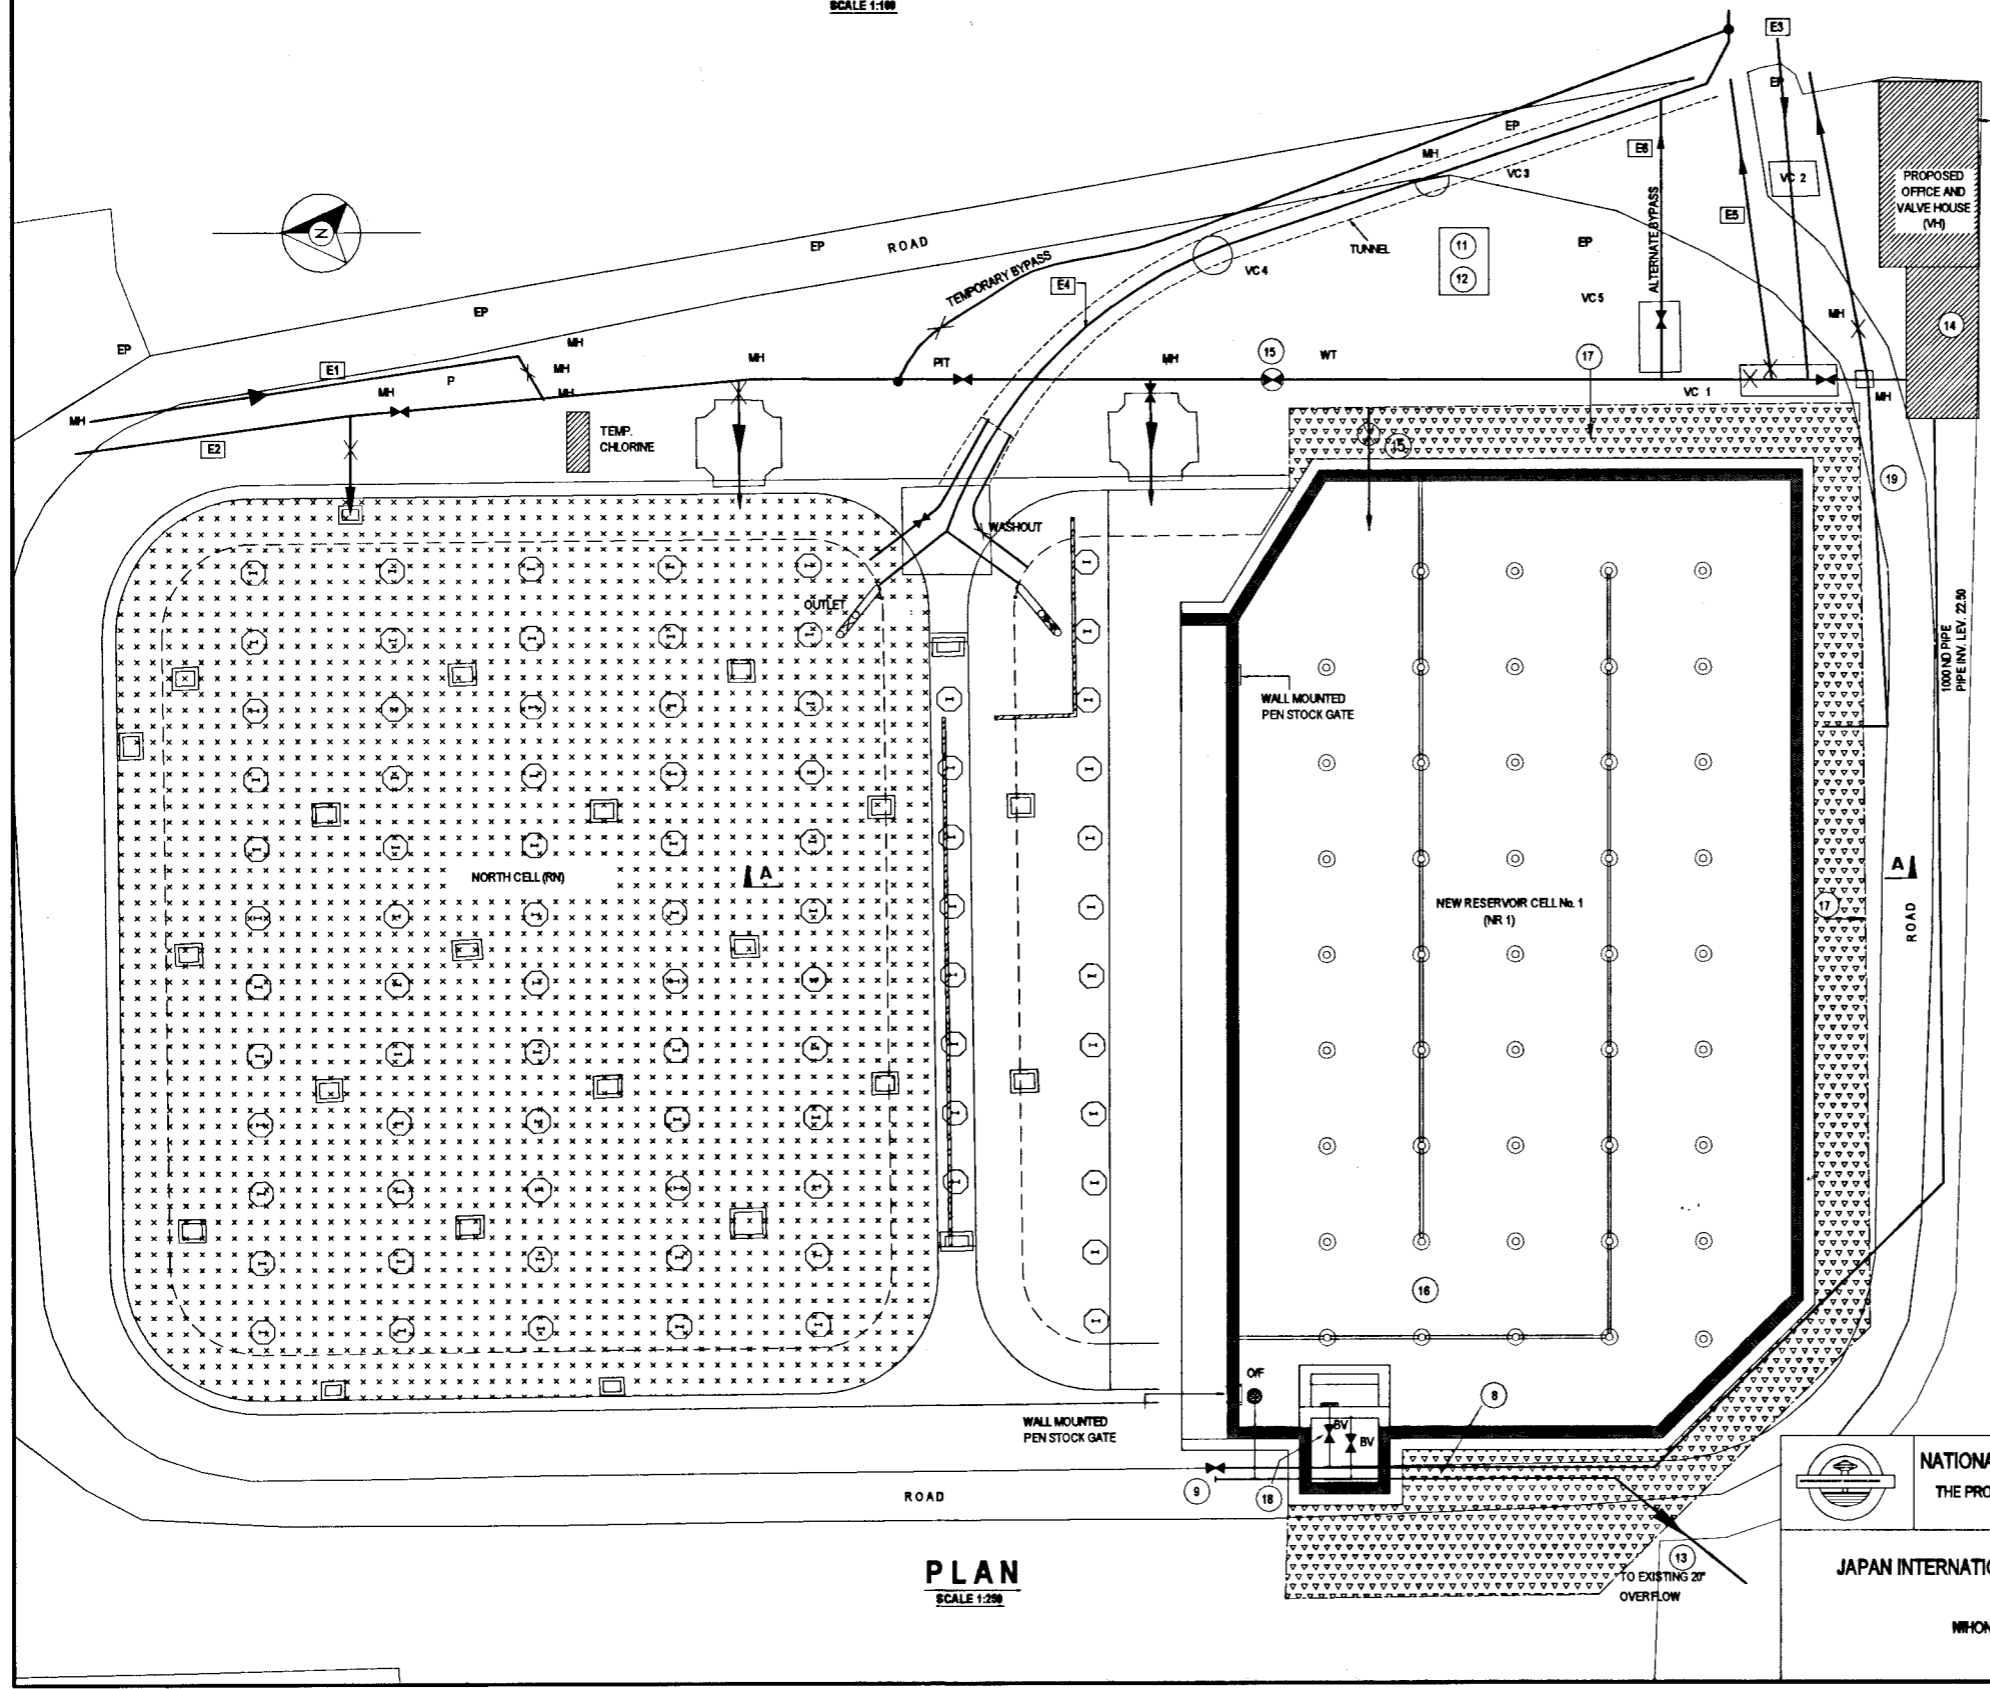 SCALE 1:100
E3
EP
EP
MH
E6
VC 3
VC 2
PROPOSED
OFFICE AND
VALVE HOUSE
(VH)
ALTERNATE BYPASS
E5
N
EP
ROAD
TUNNEL
11
12
EP
TEMPORARY BYPASS
E4
VC 4
VC 5
EP
EP
MH
MH
14
E1
MH
MH
MH
PIT
MH
15
WT
17
P
MH
MH
MH
VC 1
MH
E2
TEMP.
CHLORINE
15
19
WASHOUT
OUTLET
1000 ND PIPE
PIPE INV. LEV. 22.50
WALL MOUNTED
PEN STOCK GATE
NORTH CELL (RN)
A
A
NEW RESERVOIR CELL No. 1
(NR 1)
17
ROAD
16
O/F
8
WALL MOUNTED
PEN STOCK GATE
BV
BV
9
18
ROAD
NATIONA
THE PRO
PLAN
SCALE 1:250
13
TO EXISTING 20"
OVERFLOW
JAPAN INTERNATIO
NIHON